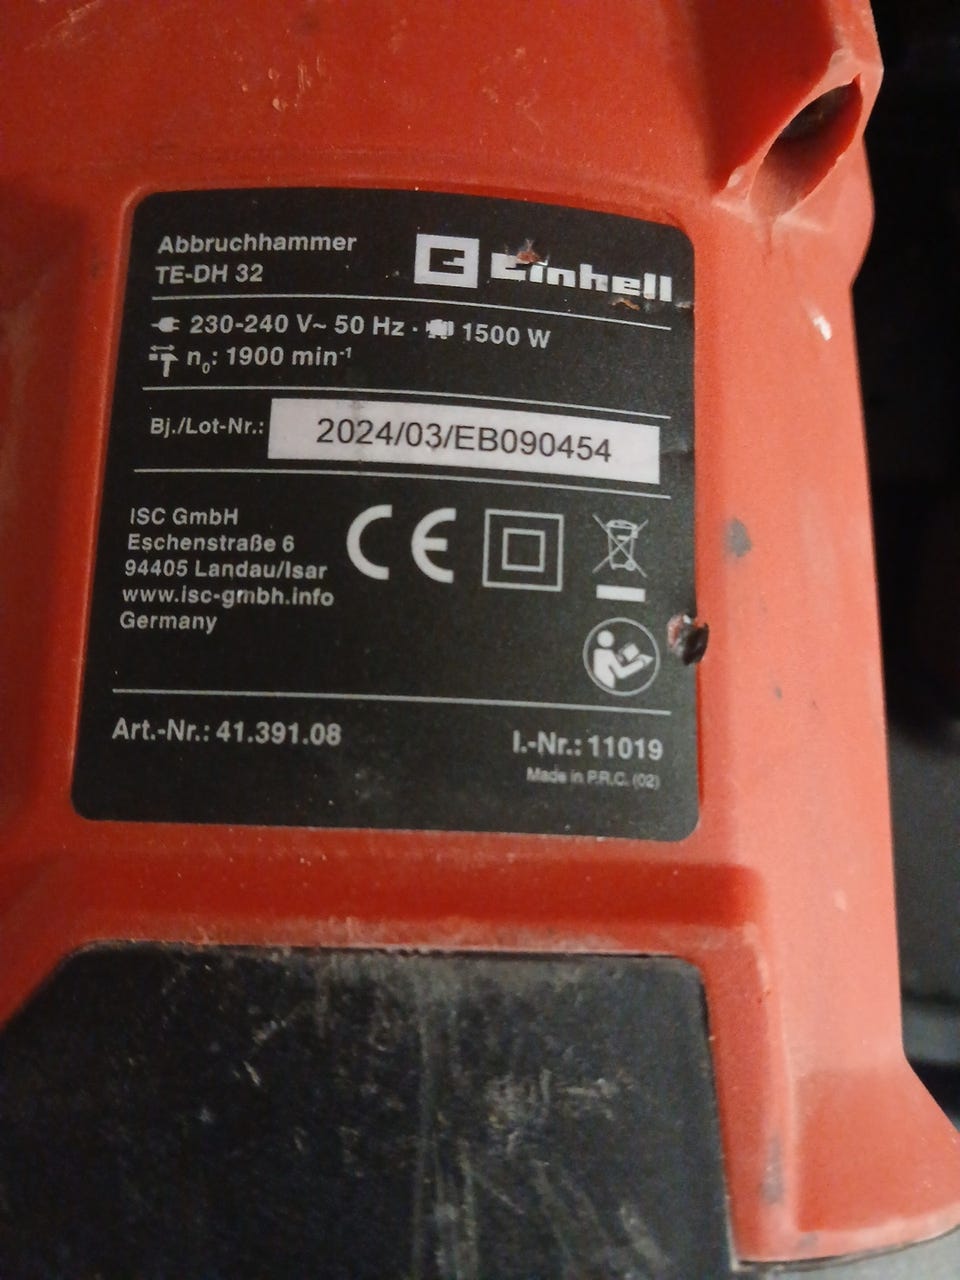 Abbruchhammer
TE-DH 32
Einhell
230-240 V~ 50 Hz · 1500 W
n₀: 1900 min⁻¹
Bj./Lot-Nr.: 2024/03/EB090454
ISC GmbH
Eschenstraße 6
94405 Landau/Isar
www.isc-gmbh.info
Germany
CE
Art.-Nr.: 41.391.08
I.-Nr.: 11019
Made in P.R.C. (02)